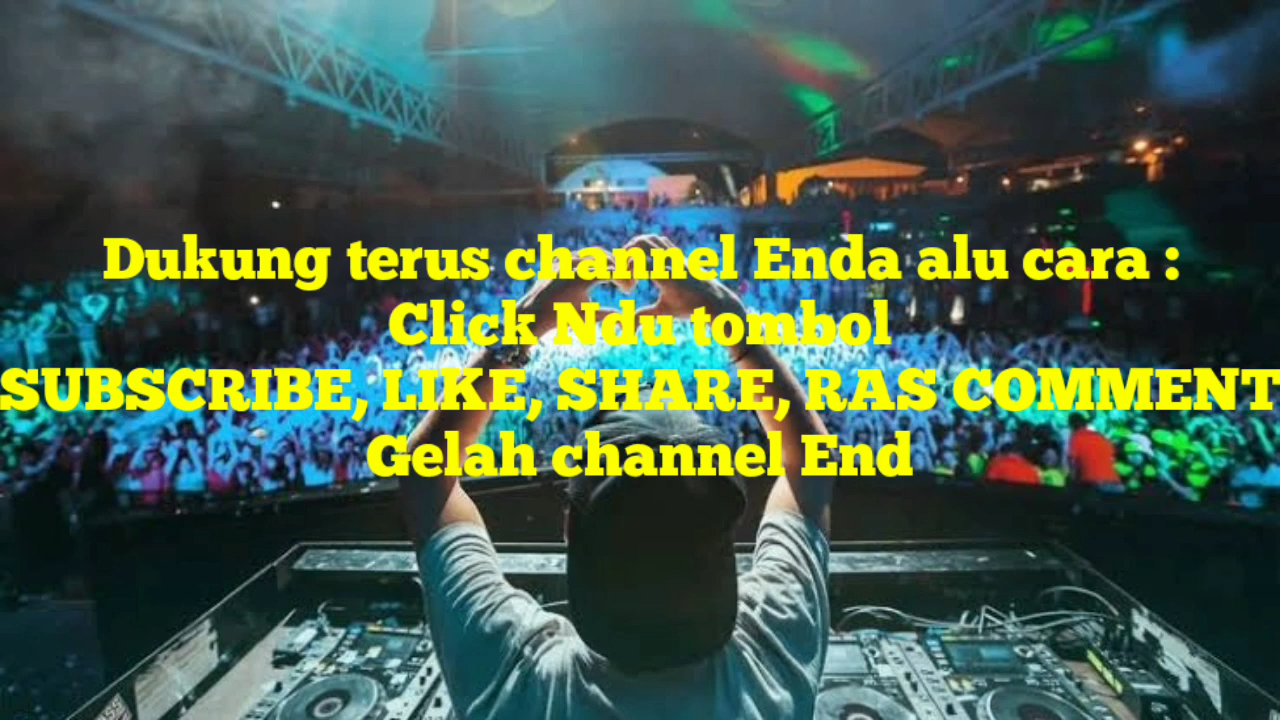 Dukung terus channel Enda alu cara :
Click Ndu tombol
SUBSCRIBE, LIKE, SHARE, RAS COMMENT
Gelah channel End